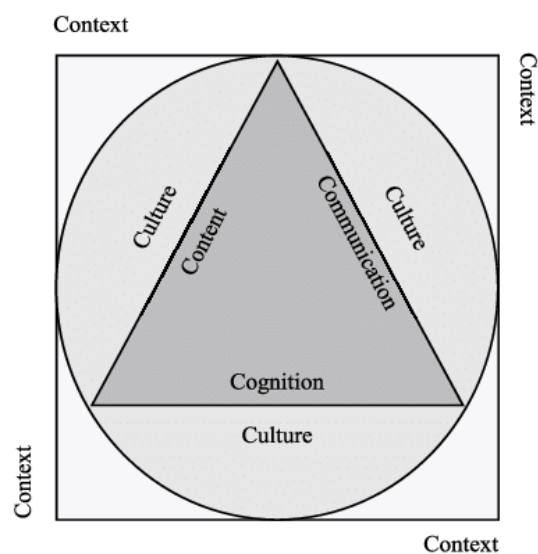 Context
Context
Culture
Content
Communication
Culture
Cognition
Culture
Context
Context